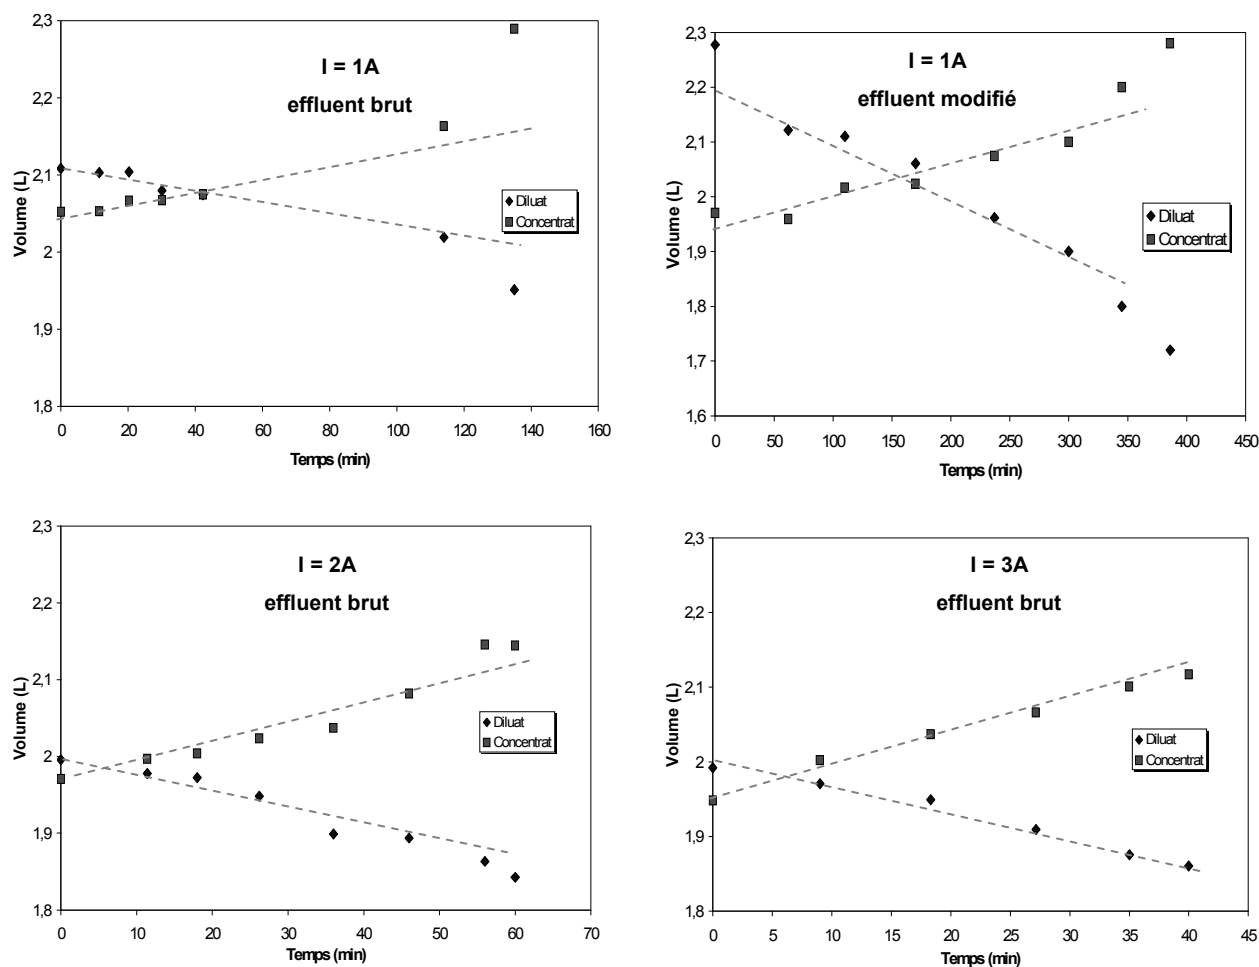 I = 1A
effluent brut
Volume (L)
2,3
2,2
2,1
2
1,9
1,8
0
20
40
60
80
100
120
140
160
Temps (min)
Diluat
Concentrat
I = 1A
effluent modifié
Volume (L)
2,3
2,2
2,1
2
1,9
1,8
1,7
1,6
0
50
100
150
200
250
300
350
400
450
Temps (min)
Diluat
Concentrat
I = 2A
effluent brut
Volume (L)
2,3
2,2
2,1
2
1,9
1,8
0
10
20
30
40
50
60
70
Temps (min)
Diluat
Concentrat
I = 3A
effluent brut
Volume (L)
2,3
2,2
2,1
2
1,9
1,8
0
5
10
15
20
25
30
35
40
45
Temps (min)
Diluat
Concentrat